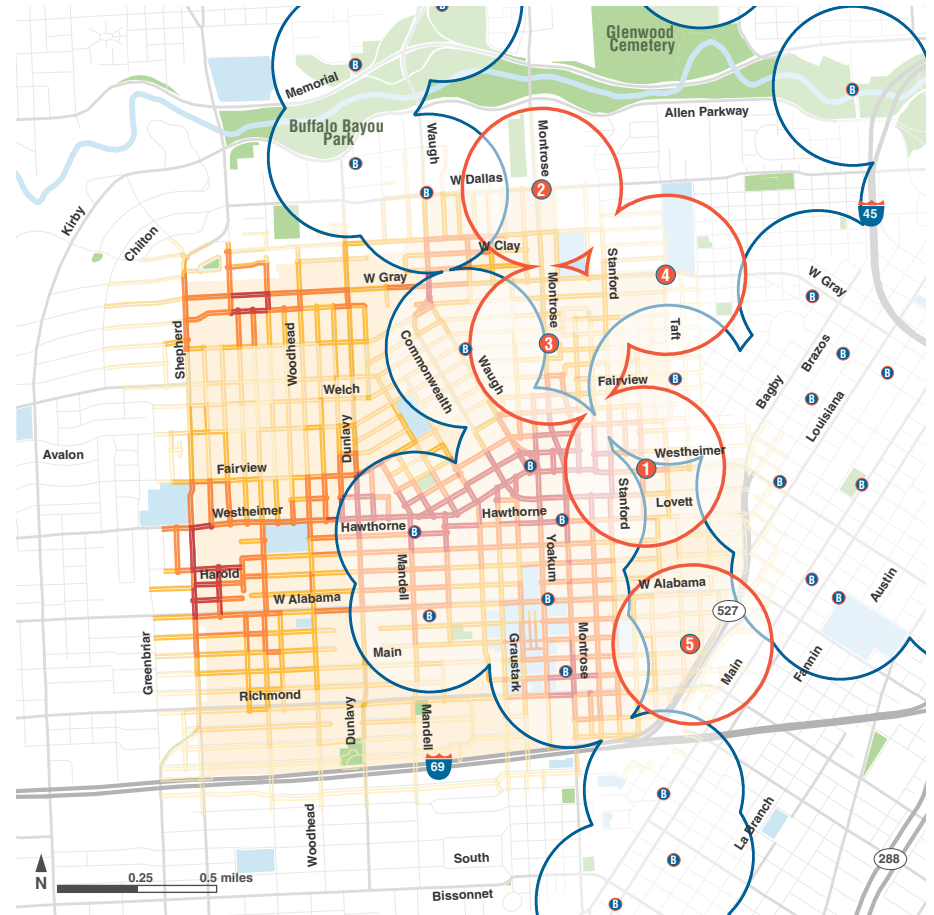 Glenwood
Cemetery
B
B
B
Memorial
Allen Parkway
Buffalo Bayou
Park
Waugh
Montrose
B
W Dallas
2
B
45
Kirby
Chilton
W Clay
Stanford
4
W Gray
W Gray
B
Montrose
Taft
Shepherd
Woodhead
Commonwealth
B
3
Waugh
Brazos
B
B
Fairview
B
Bagby
Welch
B
Louisiana
Dunlavy
Avalon
Fairview
B
1
Westheimer
B
B
Westheimer
Hawthorne
Hawthorne
B
B
Stanford
Lovett
Harold
Mandell
Yoakum
W Alabama
B
Austin
W Alabama
B
B
B
527
Greenbriar
Main
Graustark
Montrose
B
5
Main
Fannin
Richmond
Dunlavy
Mandell
69
B
La Branch
Woodhead
South
B
288
N
0.25
0.5 miles
Bissonnet
B